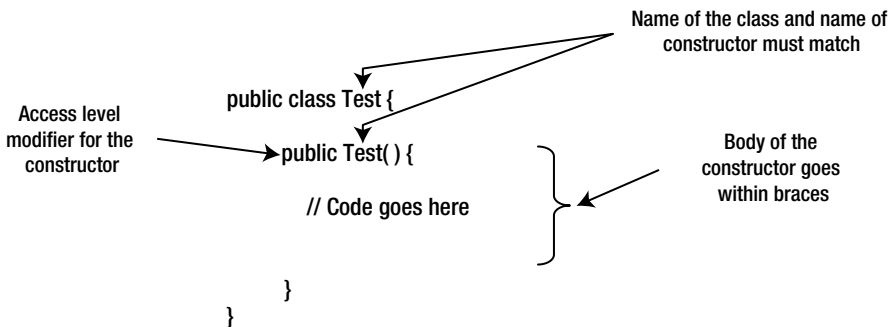 Name of the class and name of
constructor must match
public class Test {
Access level
modifier for the
constructor
public Test( ) {
Body of the
constructor goes
within braces
// Code goes here
}
}